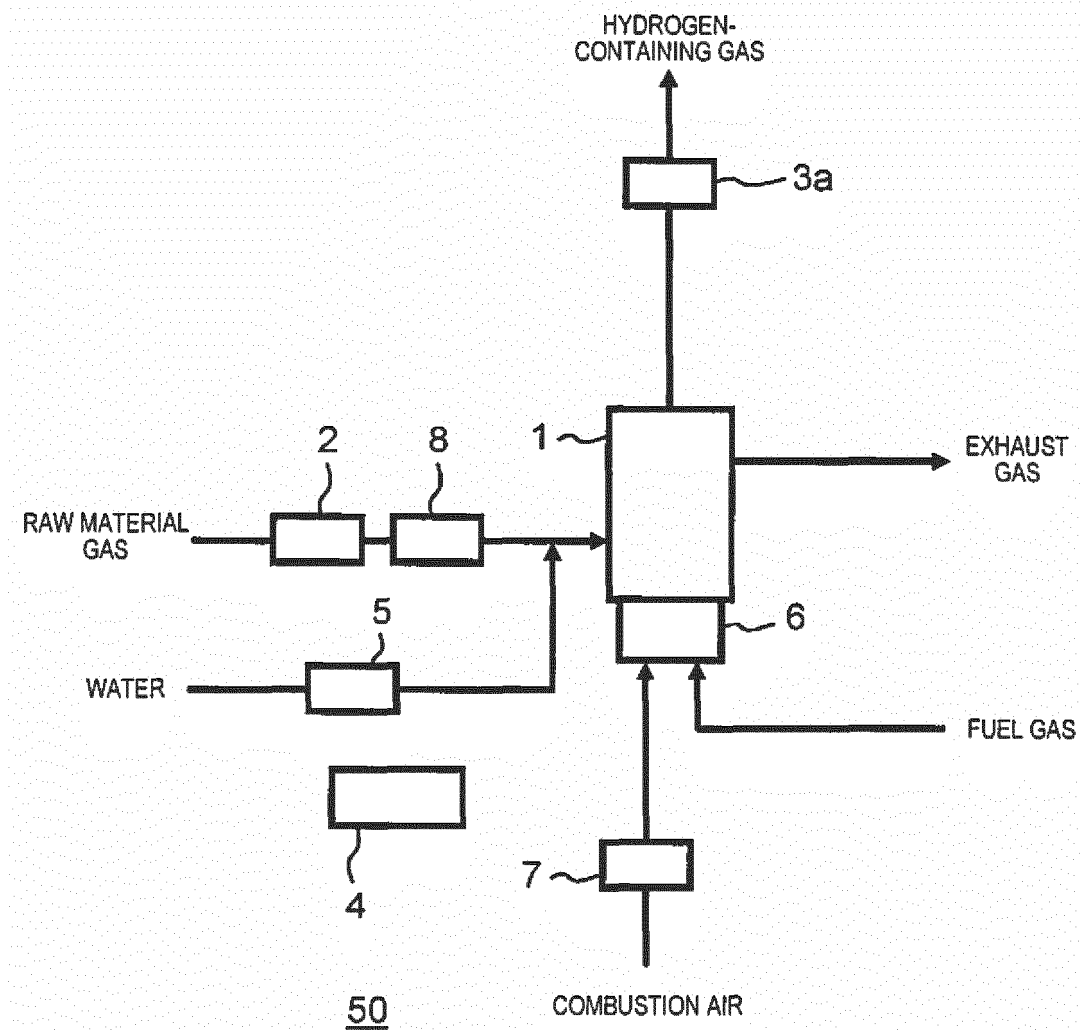 HYDROGEN-
CONTAINING GAS
3a
1
EXHAUST
GAS
2
8
RAW MATERIAL
GAS
6
5
WATER
FUEL GAS
4
7
50
COMBUSTION AIR